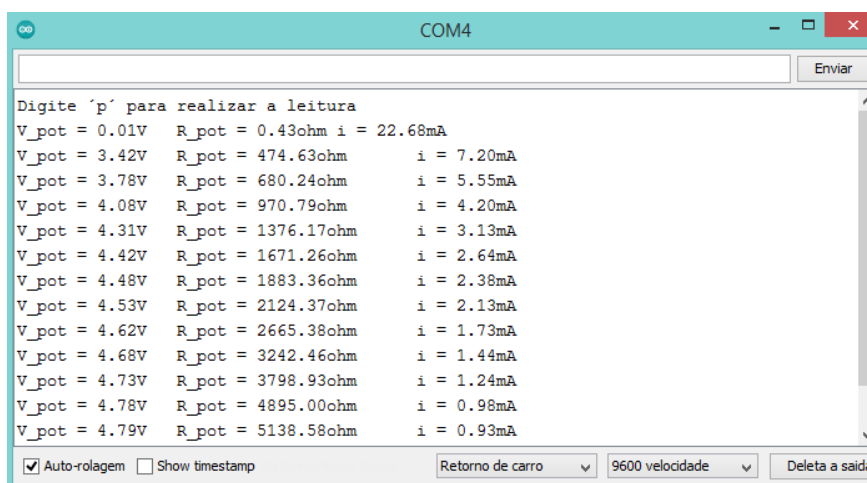 COM4
Enviar
Digite ´p´ para realizar a leitura
V_pot = 0.01V R_pot = 0.43ohm i = 22.68mA
V_pot = 3.42V R_pot = 474.63ohm i = 7.20mA
V_pot = 3.78V R_pot = 680.24ohm i = 5.55mA
V_pot = 4.08V R_pot = 970.79ohm i = 4.20mA
V_pot = 4.31V R_pot = 1376.17ohm i = 3.13mA
V_pot = 4.42V R_pot = 1671.26ohm i = 2.64mA
V_pot = 4.48V R_pot = 1883.36ohm i = 2.38mA
V_pot = 4.53V R_pot = 2124.37ohm i = 2.13mA
V_pot = 4.62V R_pot = 2665.38ohm i = 1.73mA
V_pot = 4.68V R_pot = 3242.46ohm i = 1.44mA
V_pot = 4.73V R_pot = 3798.93ohm i = 1.24mA
V_pot = 4.78V R_pot = 4895.00ohm i = 0.98mA
V_pot = 4.79V R_pot = 5138.58ohm i = 0.93mA
Auto-rolagem Show timestamp Retorno de carro 9600 velocidade Deleta a saida